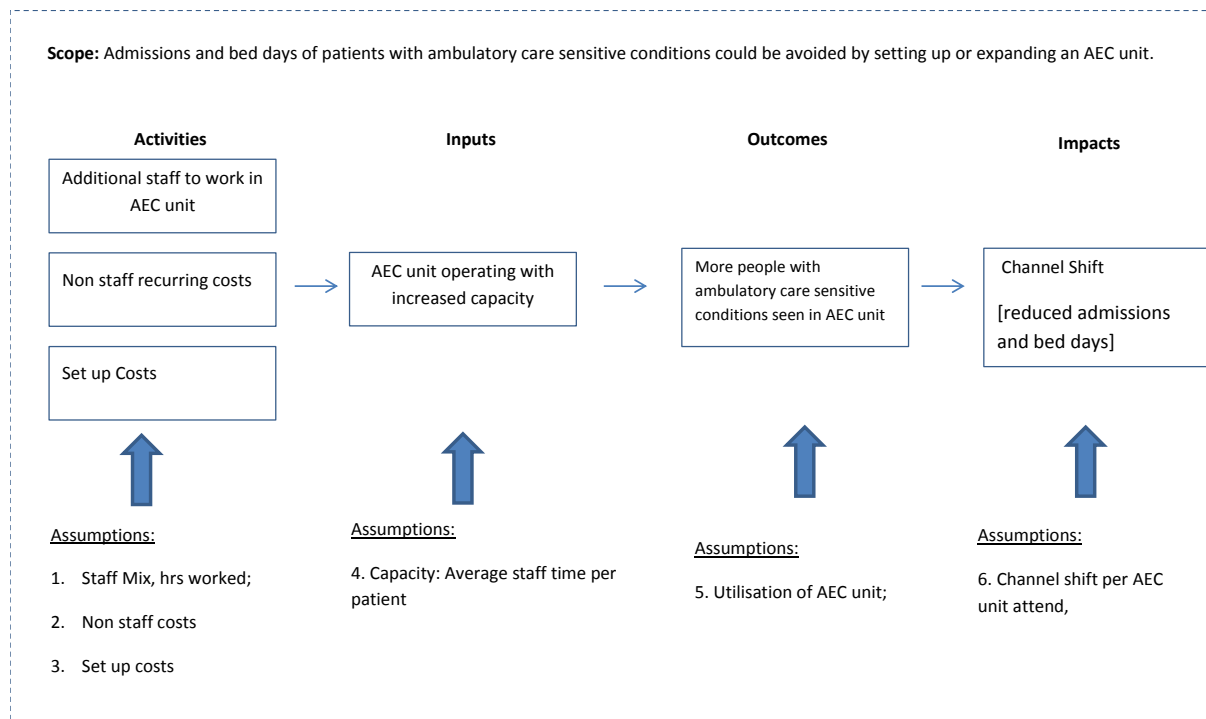 Scope: Admissions and bed days of patients with ambulatory care sensitive conditions could be avoided by setting up or expanding an AEC unit.
Activities
Inputs
Outcomes
Impacts
Additional staff to work in
AEC unit
Non staff recurring costs
Set up Costs
AEC unit operating with
increased capacity
More people with
ambulatory care sensitive
conditions seen in AEC unit
Channel Shift
[reduced admissions
and bed days]
Assumptions:
1. Staff Mix, hrs worked;
2. Non staff costs
3. Set up costs
Assumptions:
4. Capacity: Average staff time per
patient
Assumptions:
5. Utilisation of AEC unit;
Assumptions:
6. Channel shift per AEC
unit attend,